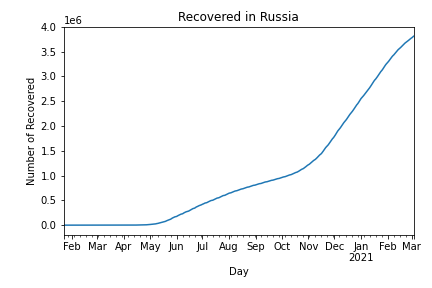 Recovered in Russia
1e6
4.0
3.5
3.0
2.5
2.0
1.5
1.0
0.5
0.0
Number of Recovered
Feb Mar Apr May Jun Jul Aug Sep Oct Nov Dec Jan Feb Mar
2021
Day